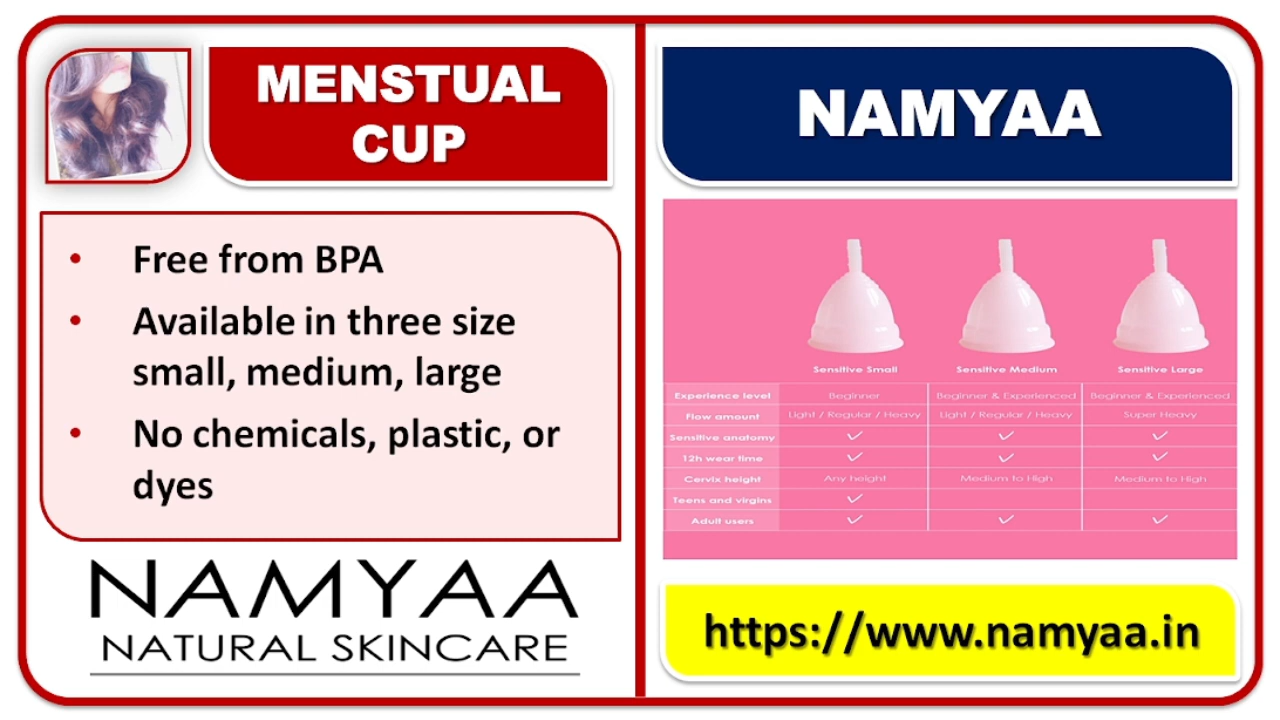 MENSTUAL
CUP
• Free from BPA
• Available in three size
small, medium, large
• No chemicals, plastic, or
dyes
NAMYAA
NATURAL SKINCARE
NAMYAA
Sensitive Small Sensitive Medium Sensitive Large
Experience level Beginner Beginner & Experienced Beginner & Experienced
Flow amount Light / Regular / Heavy Light / Regular / Heavy Super Heavy
Sensitive anatomy ✓ ✓ ✓
12h wear time ✓ ✓ ✓
Cervix height Any height Medium to High Medium to High
Teens and virgins ✓
Adult users ✓ ✓ ✓
https://www.namyaa.in